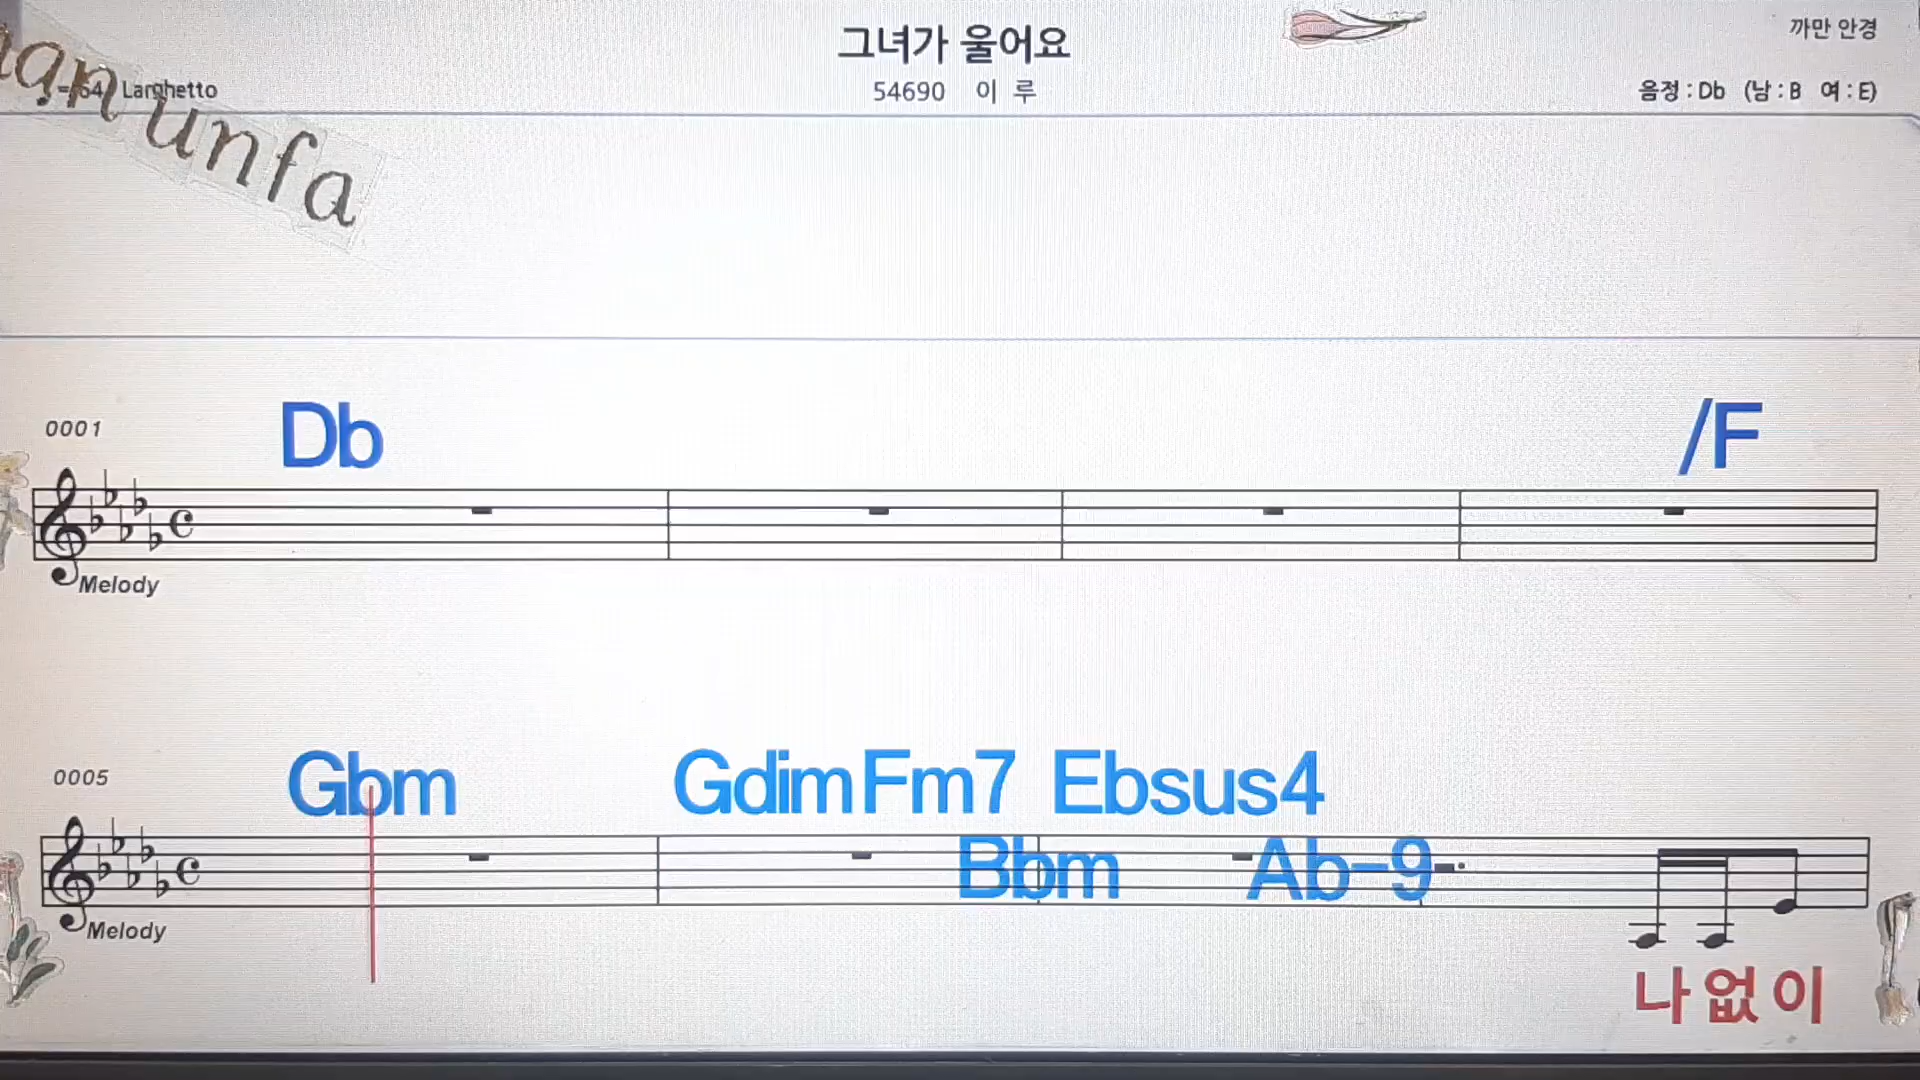 그녀가 울어요
까만 안경
Larghetto
54690 이 루
음정 : Db (남 : B 여 : E)
unfa
0001
Db /F
Melody
0005
Gbm Gdim Fm7 Ebsus4
Bbm Ab-9
Melody
나 없 이